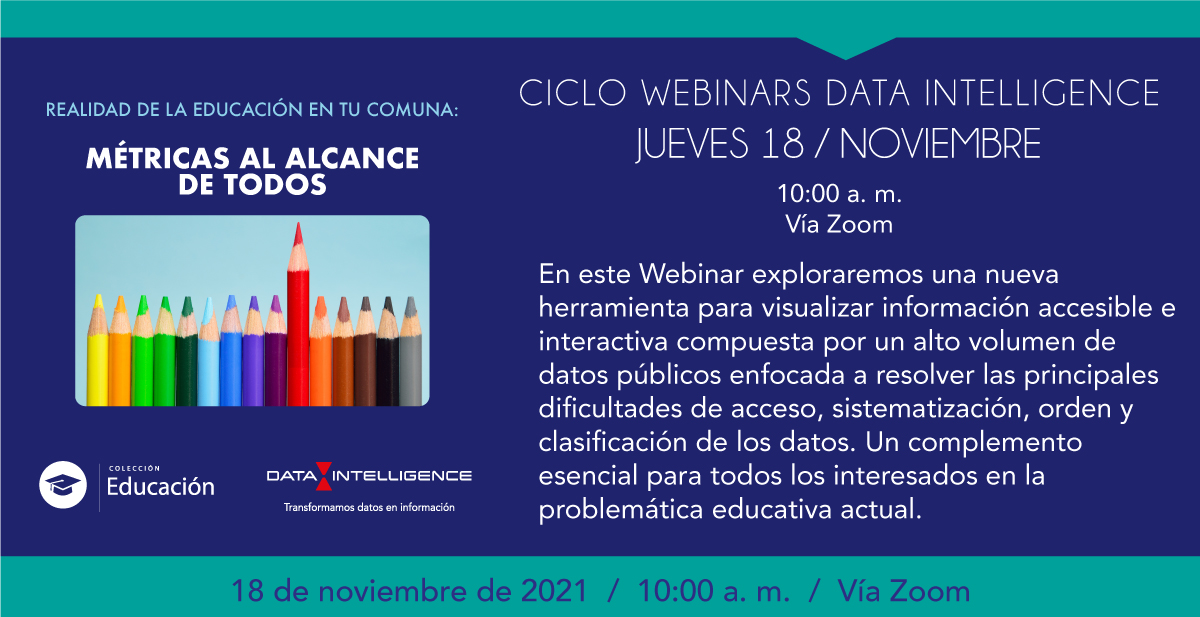 REALIDAD DE LA EDUCACIÓN EN TU COMUNA:
MÉTRICAS AL ALCANCE
DE TODOS
COLECCIÓN
Educación
DATA INTELLIGENCE
Transformamos datos en información
CICLO WEBINARS DATA INTELLIGENCE
JUEVES 18 / NOVIEMBRE
10:00 a. m.
Vía Zoom
En este Webinar exploraremos una nueva
herramienta para visualizar información accesible e
interactiva compuesta por un alto volumen de
datos públicos enfocada a resolver las principales
dificultades de acceso, sistematización, orden y
clasificación de los datos. Un complemento
esencial para todos los interesados en la
problemática educativa actual.
18 de noviembre de 2021 / 10:00 a. m. / Vía Zoom